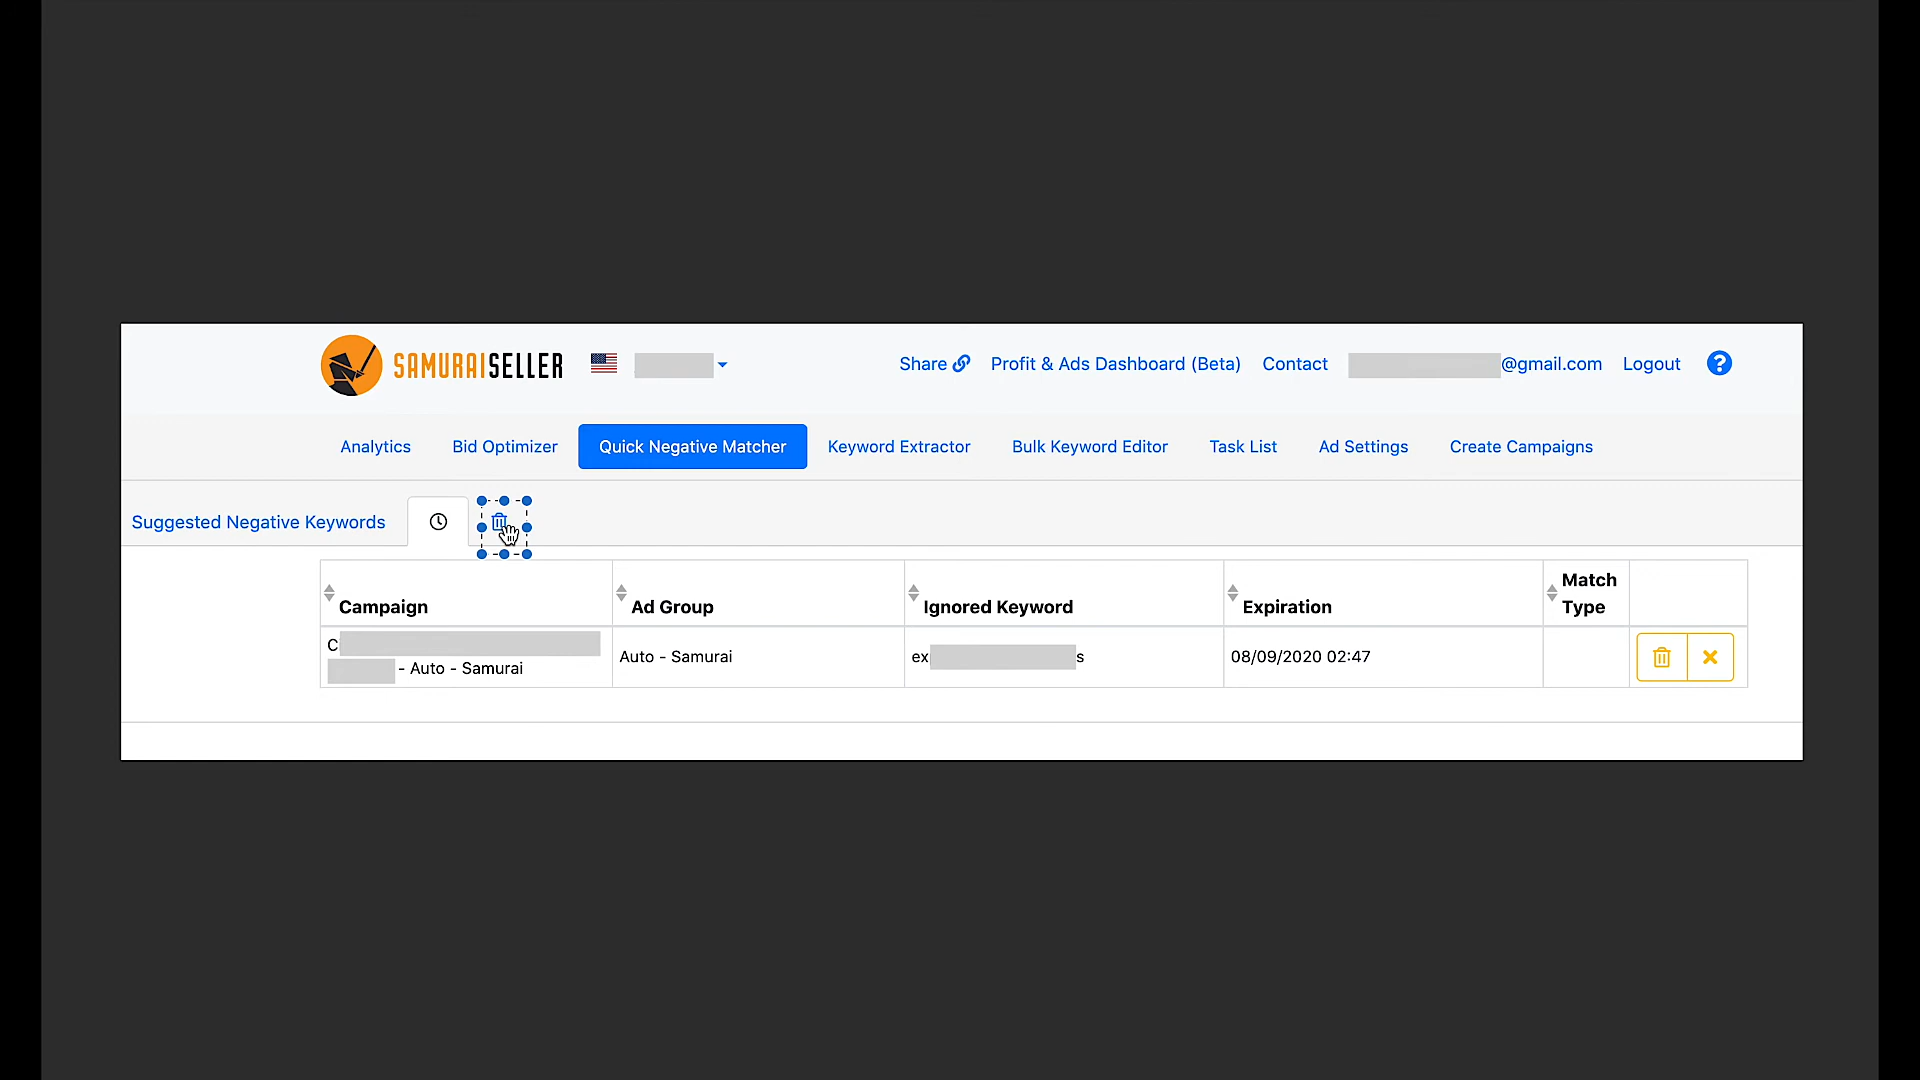 SAMURAISELLER
Share Profit & Ads Dashboard (Beta) Contact @gmail.com Logout ?
Analytics Bid Optimizer Quick Negative Matcher Keyword Extractor Bulk Keyword Editor Task List Ad Settings Create Campaigns
Suggested Negative Keywords
Campaign Ad Group Ignored Keyword Expiration Match Type
C
- Auto - Samurai Auto - Samurai ex s 08/09/2020 02:47